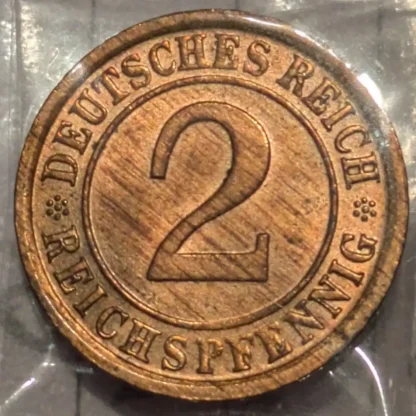 DEUTSCHES REICH
2
REICHSPFENNIG